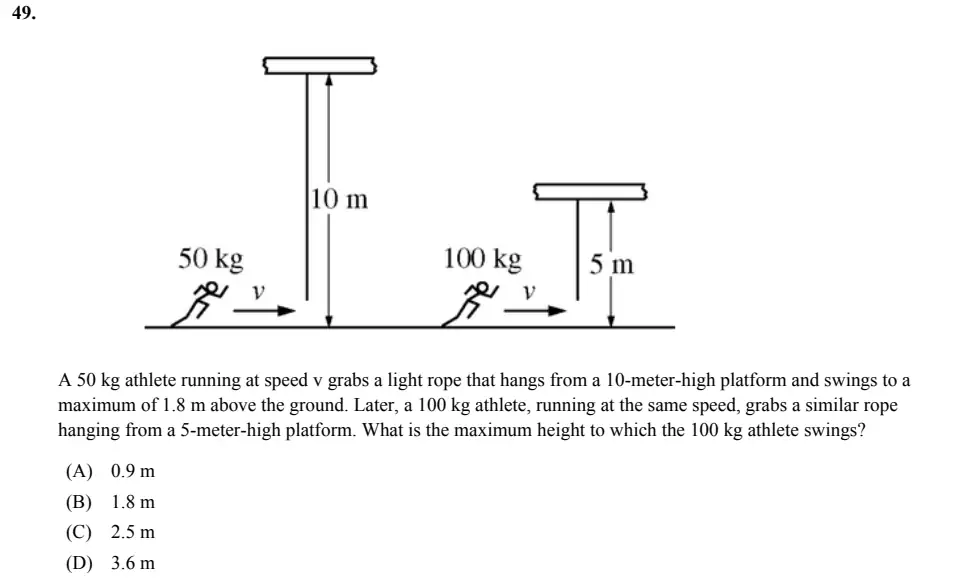 49.
10 m
50 kg
100 kg
5 m
v
v
A 50 kg athlete running at speed v grabs a light rope that hangs from a 10-meter-high platform and swings to a
maximum of 1.8 m above the ground. Later, a 100 kg athlete, running at the same speed, grabs a similar rope
hanging from a 5-meter-high platform. What is the maximum height to which the 100 kg athlete swings?
(A) 0.9 m
(B) 1.8 m
(C) 2.5 m
(D) 3.6 m